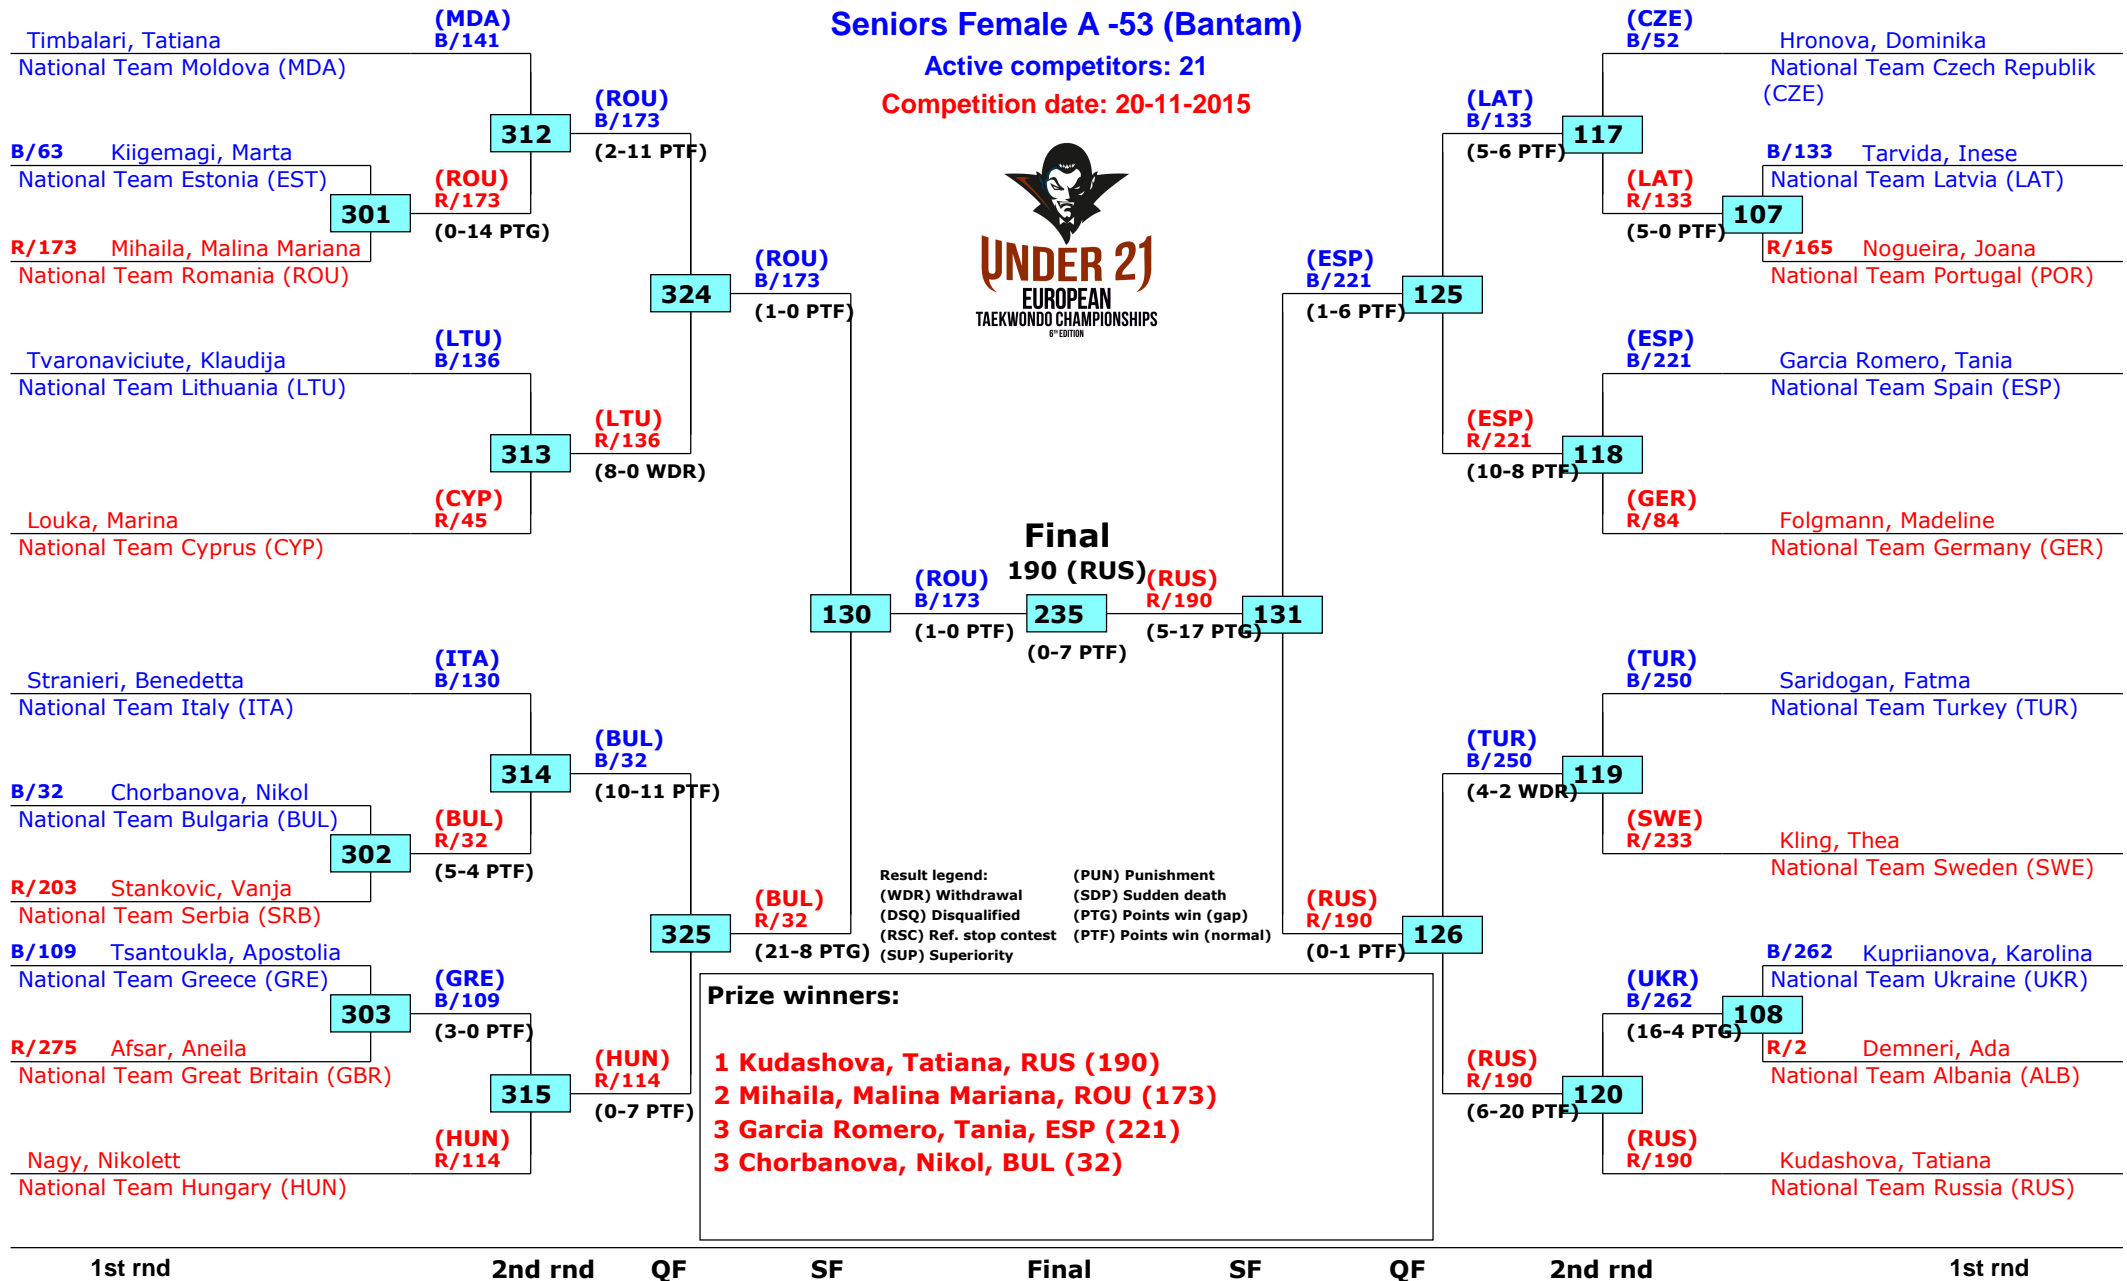 Seniors Female A -53 (Bantam)
Active competitors: 21
Competition date: 20-11-2015
UNDER 21
EUROPEAN
TAEKWONDO CHAMPIONSHIPS
6TH EDITION
Timbalari, Tatiana
National Team Moldova (MDA)
(MDA)
B/141
B/63 Kiigemagi, Marta
National Team Estonia (EST)
301
R/173 Mihaila, Malina Mariana
National Team Romania (ROU)
(ROU)
R/173
(0-14 PTG)
312
(ROU)
B/173
(2-11 PTF)
Tvaronaviciute, Klaudija
National Team Lithuania (LTU)
(LTU)
B/136
313
Louka, Marina
National Team Cyprus (CYP)
(CYP)
R/45
(LTU)
R/136
(8-0 WDR)
324
(ROU)
B/173
(1-0 PTF)
Stranieri, Benedetta
National Team Italy (ITA)
(ITA)
B/130
B/32 Chorbanova, Nikol
National Team Bulgaria (BUL)
302
R/203 Stankovic, Vanja
National Team Serbia (SRB)
(BUL)
R/32
(5-4 PTF)
314
(BUL)
B/32
(10-11 PTF)
B/109 Tsantoukla, Apostolia
National Team Greece (GRE)
303
R/275 Afsar, Aneila
National Team Great Britain (GBR)
(GRE)
B/109
(3-0 PTF)
315
Nagy, Nikolett
National Team Hungary (HUN)
(HUN)
R/114
(HUN)
R/114
(0-7 PTF)
325
(BUL)
R/32
(21-8 PTG)
130
(ROU)
B/173
(1-0 PTF)
Final
190 (RUS)
235
(0-7 PTF)
(RUS)
R/190
(5-17 PTG)
131
(CZE)
B/52
Hronova, Dominika
National Team Czech Republik
(CZE)
B/133 Tarvida, Inese
National Team Latvia (LAT)
107
R/165 Nogueira, Joana
National Team Portugal (POR)
(LAT)
R/133
(5-0 PTF)
117
(LAT)
B/133
(5-6 PTF)
(ESP)
B/221
Garcia Romero, Tania
National Team Spain (ESP)
118
(GER)
R/84
Folgmann, Madeline
National Team Germany (GER)
(ESP)
R/221
(10-8 PTF)
125
(ESP)
B/221
(1-6 PTF)
(TUR)
B/250
Saridogan, Fatma
National Team Turkey (TUR)
119
(SWE)
R/233
Kling, Thea
National Team Sweden (SWE)
(TUR)
B/250
(4-2 WDR)
B/262 Kupriianova, Karolina
National Team Ukraine (UKR)
108
R/2 Demneri, Ada
National Team Albania (ALB)
(UKR)
B/262
(16-4 PTG)
120
(RUS)
R/190
Kudashova, Tatiana
National Team Russia (RUS)
(RUS)
R/190
(6-20 PTF)
126
(RUS)
R/190
(0-1 PTF)
Result legend:
(WDR) Withdrawal
(DSQ) Disqualified
(RSC) Ref. stop contest
(SUP) Superiority
(PUN) Punishment
(SDP) Sudden death
(PTG) Points win (gap)
(PTF) Points win (normal)
Prize winners:
1 Kudashova, Tatiana, RUS (190)
2 Mihaila, Malina Mariana, ROU (173)
3 Garcia Romero, Tania, ESP (221)
3 Chorbanova, Nikol, BUL (32)
1st rnd 2nd rnd QF SF Final SF QF 2nd rnd 1st rnd